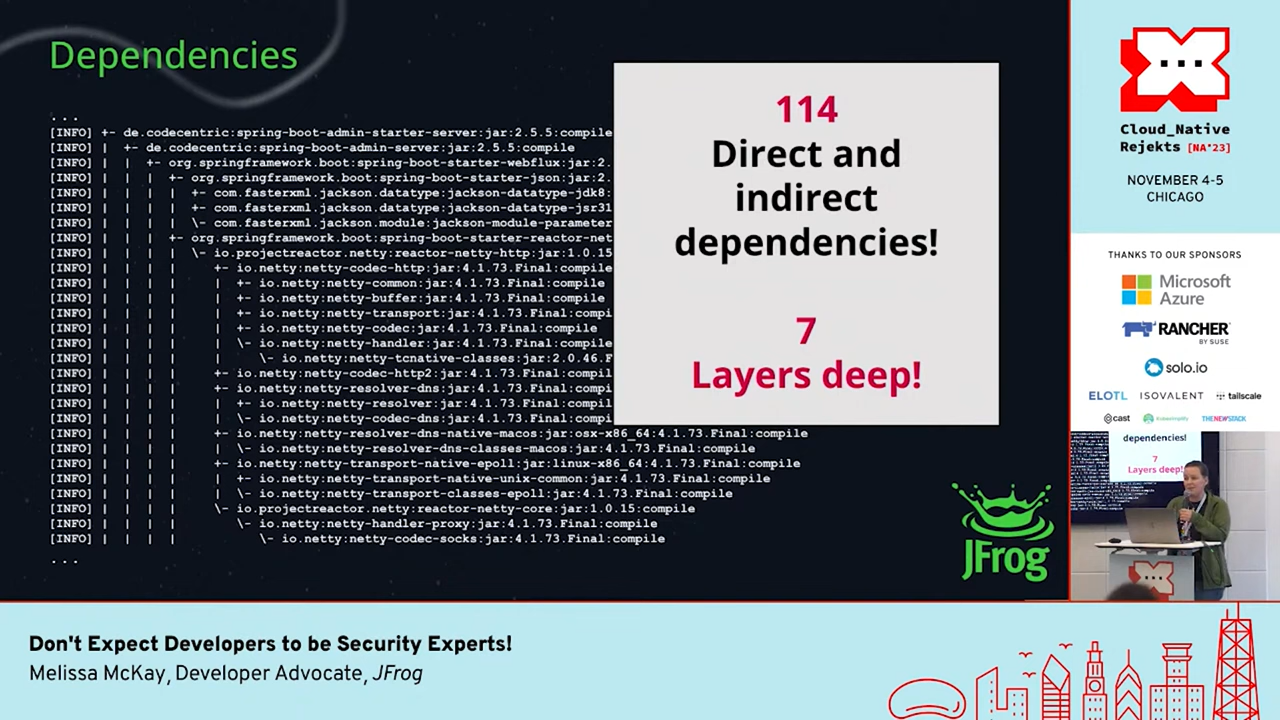 Dependencies
...
[INFO] +- de.codecentric:spring-boot-admin-starter-server:jar:2.5.5:compile
[INFO] | +- de.codecentric:spring-boot-admin-server:jar:2.5.5:compile
[INFO] | | +- org.springframework.boot:spring-boot-starter-webflux:jar:2.
[INFO] | | | +- org.springframework.boot:spring-boot-starter-json:jar:2.
[INFO] | | | | +- com.fasterxml.jackson.datatype:jackson-datatype-jdk8:
[INFO] | | | | +- com.fasterxml.jackson.datatype:jackson-datatype-jsr31
[INFO] | | | | \- com.fasterxml.jackson.module:jackson-module-parameter
[INFO] | | | +- org.springframework.boot:spring-boot-starter-reactor-net
[INFO] | | | | \- io.projectreactor.netty:reactor-netty-http:jar:1.0.15
[INFO] | | | | +- io.netty:netty-codec-http:jar:4.1.73.Final:compile
[INFO] | | | | | +- io.netty:netty-common:jar:4.1.73.Final:compile
[INFO] | | | | | +- io.netty:netty-buffer:jar:4.1.73.Final:compile
[INFO] | | | | | +- io.netty:netty-transport:jar:4.1.73.Final:compile
[INFO] | | | | | +- io.netty:netty-codec:jar:4.1.73.Final:compile
[INFO] | | | | | \- io.netty:netty-handler:jar:4.1.73.Final:compile
[INFO] | | | | | \- io.netty:netty-tcnative-classes:jar:2.0.46.F
[INFO] | | | | +- io.netty:netty-codec-http2:jar:4.1.73.Final:compil
[INFO] | | | | +- io.netty:netty-resolver-dns:jar:4.1.73.Final:compil
[INFO] | | | | | +- io.netty:netty-resolver:jar:4.1.73.Final:compile
[INFO] | | | | | \- io.netty:netty-codec-dns:jar:4.1.73.Final:compil
[INFO] | | | | +- io.netty:netty-resolver-dns-native-macos:jar:osx-x86_64:4.1.73.Final:compile
[INFO] | | | | | \- io.netty:netty-resolver-dns-classes-macos:jar:4.1.73.Final:compile
[INFO] | | | | +- io.netty:netty-transport-native-epoll:jar:linux-x86_64:4.1.73.Final:compile
[INFO] | | | | | +- io.netty:netty-transport-native-unix-common:jar:4.1.73.Final:compile
[INFO] | | | | | \- io.netty:netty-transport-classes-epoll:jar:4.1.73.Final:compile
[INFO] | | | | \- io.projectreactor.netty:reactor-netty-core:jar:1.0.15:compile
[INFO] | | | | \- io.netty:netty-handler-proxy:jar:4.1.73.Final:compile
[INFO] | | | | \- io.netty:netty-codec-socks:jar:4.1.73.Final:compile
...
114
Direct and
indirect
dependencies!
7
Layers deep!
JFrog
Cloud_Native
Rejekts [NA'23]
NOVEMBER 4-5
CHICAGO
THANKS TO OUR SPONSORS
Microsoft
Azure
RANCHER
BY SUSE
solo.io
ELOTL ISOVALENT tailscale
cast THENEWSTACK
dependencies!
7
Layers deep!
Don't Expect Developers to be Security Experts!
Melissa McKay, Developer Advocate, JFrog